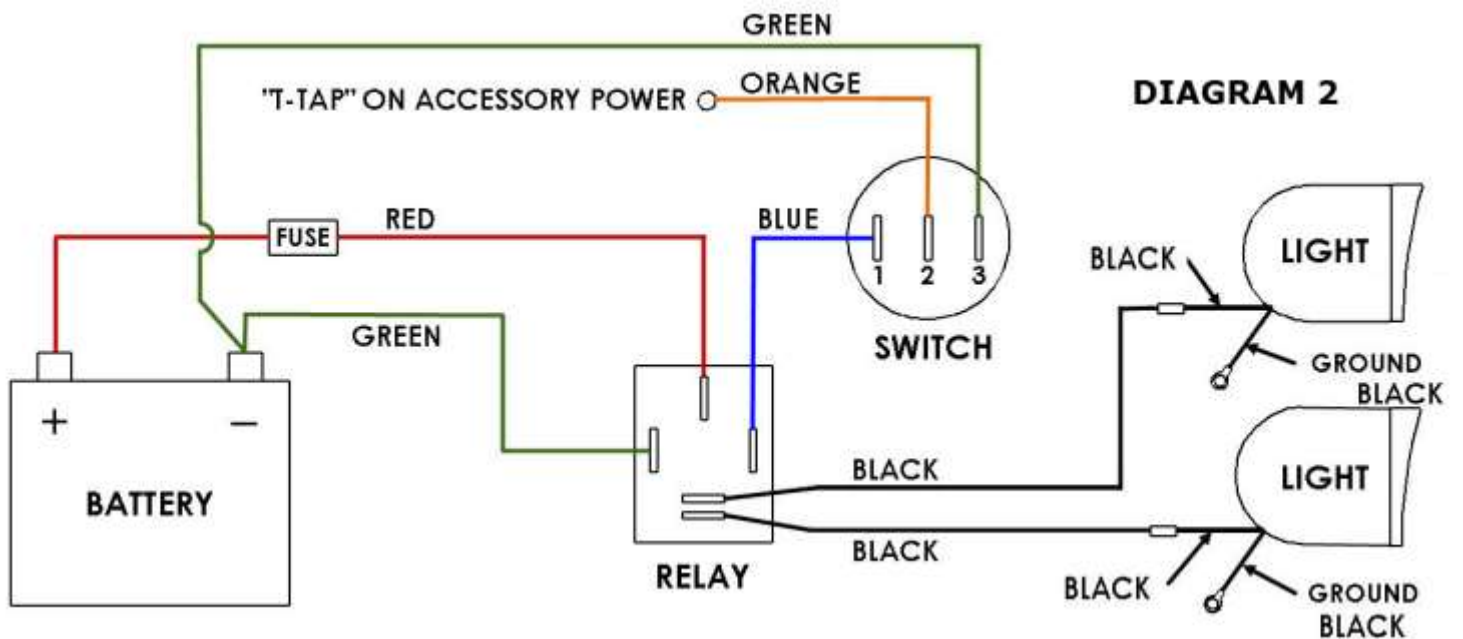 GREEN
"T-TAP" ON ACCESSORY POWER
ORANGE
DIAGRAM 2
RED
FUSE
BLUE
1 2 3
SWITCH
BLACK
LIGHT
GROUND
BLACK
GREEN
+ −
BATTERY
RELAY
BLACK
BLACK
LIGHT
BLACK
GROUND
BLACK